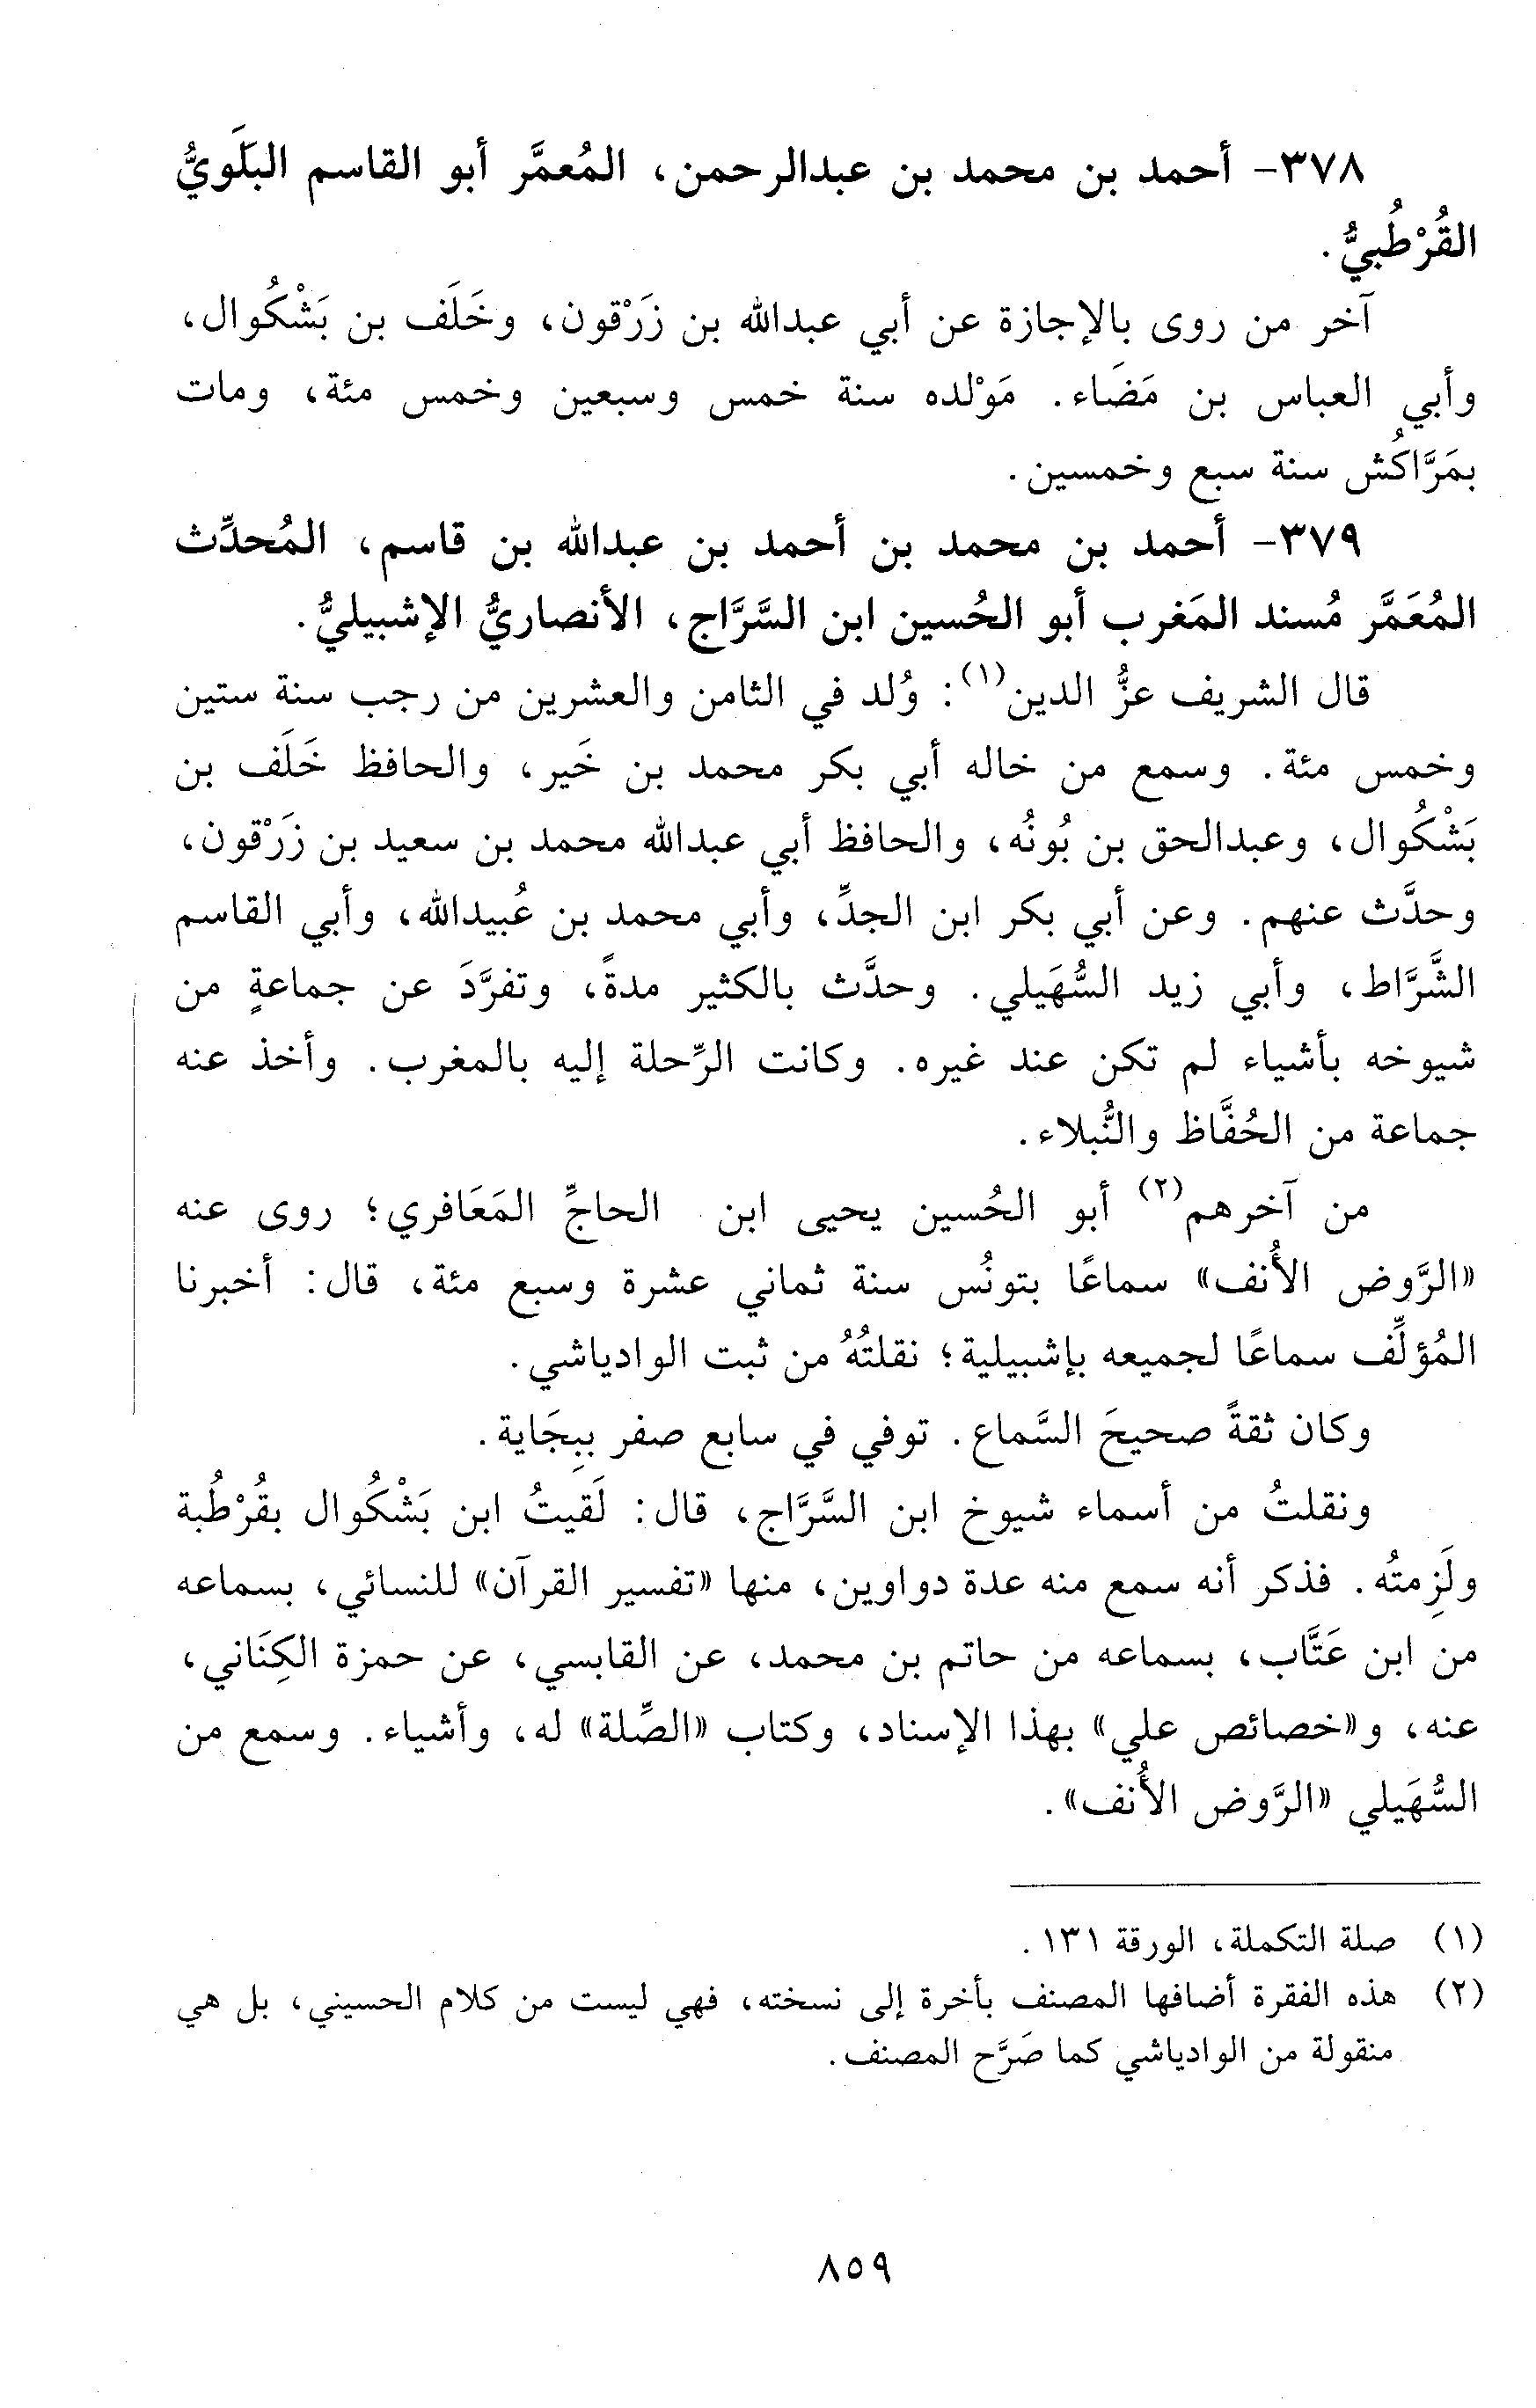 ٣٧٨- أحمد بن محمد بن عبدالرحمن، المُعمَّر أبو القاسم البلَويُّ
القُرْطُبيُّ.
آخر من روى بالإجازة عن أبي عبدالله بن زَرْقون، وخَلَف بن بَشْكُوال،
وأبي العباس بن مَضَاء. مَوْلده سنة خمس وسبعين وخمس مئة، ومات
بمَرَّاكُش سنة سبع وخمسين.
٣٧٩- أحمد بن محمد بن أحمد بن عبدالله بن قاسم، المُحدِّث
المُعَمَّر مُسند المَغرب أبو الحُسين ابن السَّرَّاج، الأنصاريُّ الإشبيليُّ.
قال الشريف عزُّ الدين(١): وُلد في الثامن والعشرين من رجب سنة ستين
وخمس مئة. وسمع من خاله أبي بكر محمد بن خَير، والحافظ خَلَف بن
بَشْكُوال، وعبدالحق بن بُونُه، والحافظ أبي عبدالله محمد بن سعيد بن زَرْقون،
وحدَّث عنهم. وعن أبي بكر ابن الجدِّ، وأبي محمد بن عُبيدالله، وأبي القاسم
الشَّرَّاط، وأبي زيد السُّهَيلي. وحدَّث بالكثير مدةً، وتفرَّدَ عن جماعةٍ من
شيوخه بأشياء لم تكن عند غيره. وكانت الرِّحلة إليه بالمغرب. وأخذ عنه
جماعة من الحُفَّاظ والنُّبلاء.
من آخرهم(٢) أبو الحُسين يحيى ابن الحاجِّ المَعَافري؛ روى عنه
«الرَّوض الأُنف» سماعًا بتونُس سنة ثماني عشرة وسبع مئة، قال: أخبرنا
المُؤلِّف سماعًا لجميعه بإشبيلية؛ نقلتُهُ من ثبت الوادياشي.
وكان ثقةً صحيحَ السَّماع. توفي في سابع صفر ببِجَاية.
ونقلتُ من أسماء شيوخ ابن السَّرَّاج، قال: لَقيتُ ابن بَشْكُوال بقُرْطُبة
ولَزِمتُه. فذكر أنه سمع منه عدة دواوين، منها «تفسير القرآن» للنسائي، بسماعه
من ابن عَتَّاب، بسماعه من حاتم بن محمد، عن القابسي، عن حمزة الكِنَاني،
عنه، و«خصائص علي» بهذا الإسناد، وكتاب «الصِّلة» له، وأشياء. وسمع من
السُّهَيلي «الرَّوض الأُنف».
(١) صلة التكملة، الورقة ١٣١.
(٢) هذه الفقرة أضافها المصنف بأخرة إلى نسخته، فهي ليست من كلام الحسيني، بل هي
منقولة من الوادياشي كما صَرَّح المصنف.
٨٥٩